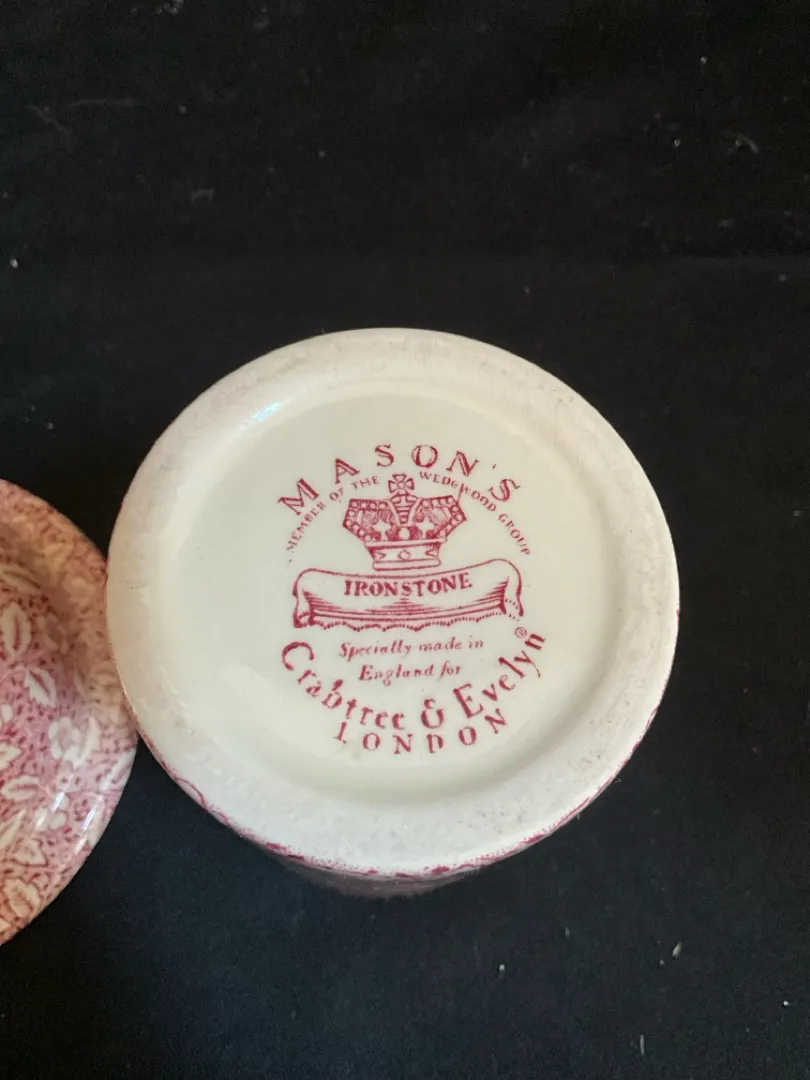 MASON'S
MEMBER OF THE WEDGWOOD GROUP
IRONSTONE
Specially made in
England for
Crabtree & Evelyn®
LONDON